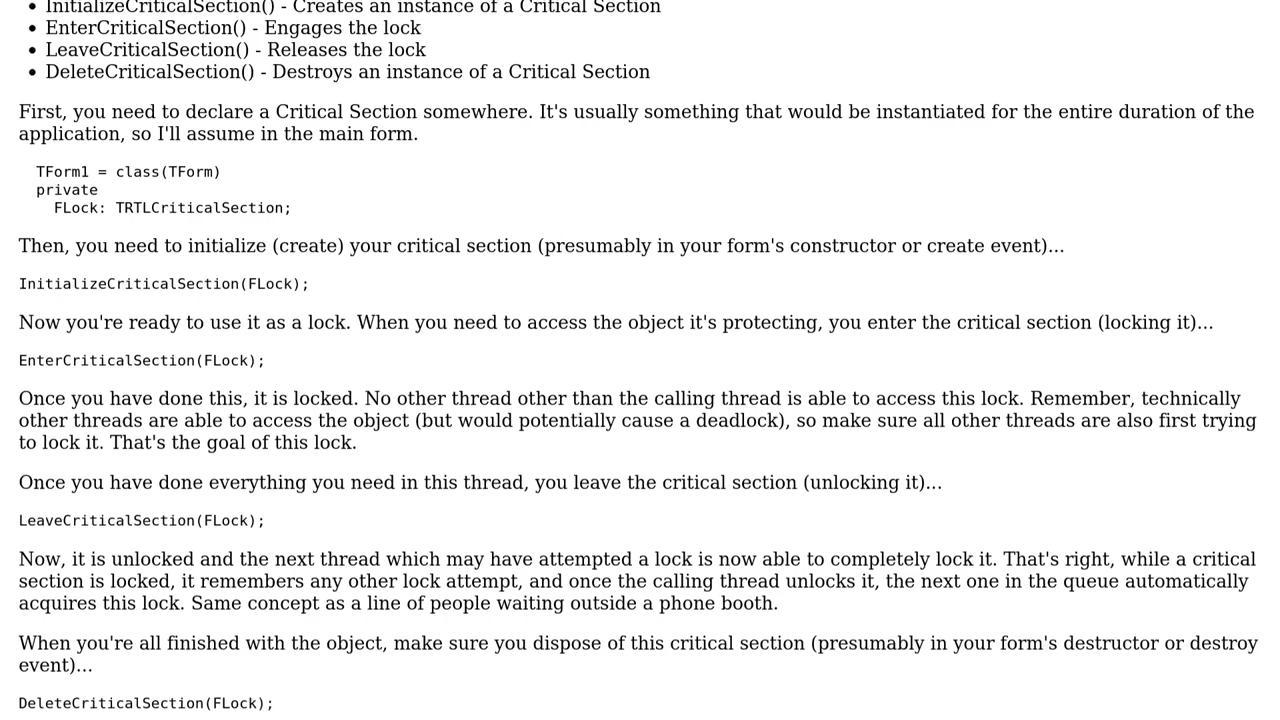 • InitializeCriticalSection() - Creates an instance of a Critical Section
• EnterCriticalSection() - Engages the lock
• LeaveCriticalSection() - Releases the lock
• DeleteCriticalSection() - Destroys an instance of a Critical Section
First, you need to declare a Critical Section somewhere. It's usually something that would be instantiated for the entire duration of the
application, so I'll assume in the main form.
TForm1 = class(TForm)
private
FLock: TRTLCriticalSection;
Then, you need to initialize (create) your critical section (presumably in your form's constructor or create event)...
InitializeCriticalSection(FLock);
Now you're ready to use it as a lock. When you need to access the object it's protecting, you enter the critical section (locking it)...
EnterCriticalSection(FLock);
Once you have done this, it is locked. No other thread other than the calling thread is able to access this lock. Remember, technically
other threads are able to access the object (but would potentially cause a deadlock), so make sure all other threads are also first trying
to lock it. That's the goal of this lock.
Once you have done everything you need in this thread, you leave the critical section (unlocking it)...
LeaveCriticalSection(FLock);
Now, it is unlocked and the next thread which may have attempted a lock is now able to completely lock it. That's right, while a critical
section is locked, it remembers any other lock attempt, and once the calling thread unlocks it, the next one in the queue automatically
acquires this lock. Same concept as a line of people waiting outside a phone booth.
When you're all finished with the object, make sure you dispose of this critical section (presumably in your form's destructor or destroy
event)...
DeleteCriticalSection(FLock);